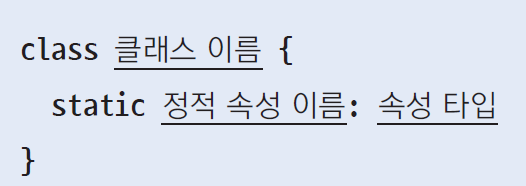 class 클래스 이름 {
static 정적 속성 이름: 속성 타입
}